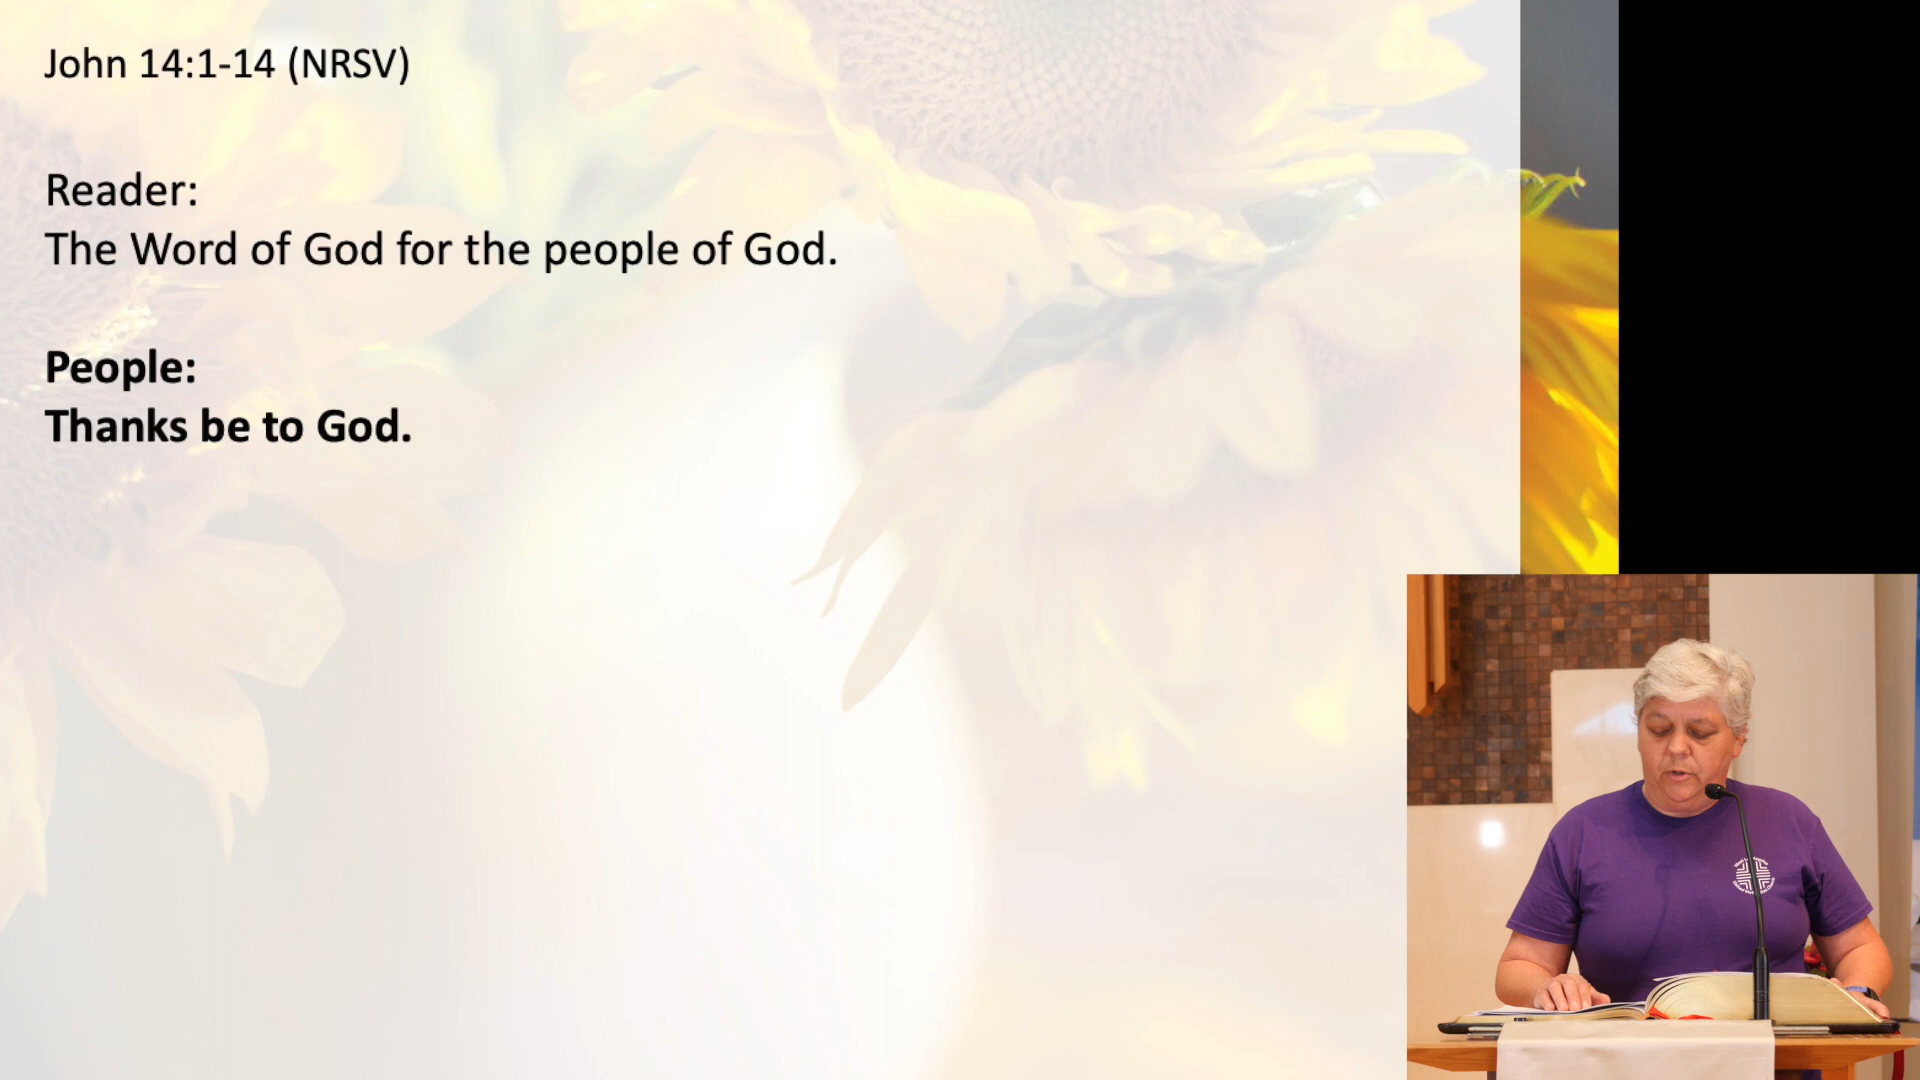 John 14:1-14 (NRSV)
Reader:
The Word of God for the people of God.
People:
Thanks be to God.